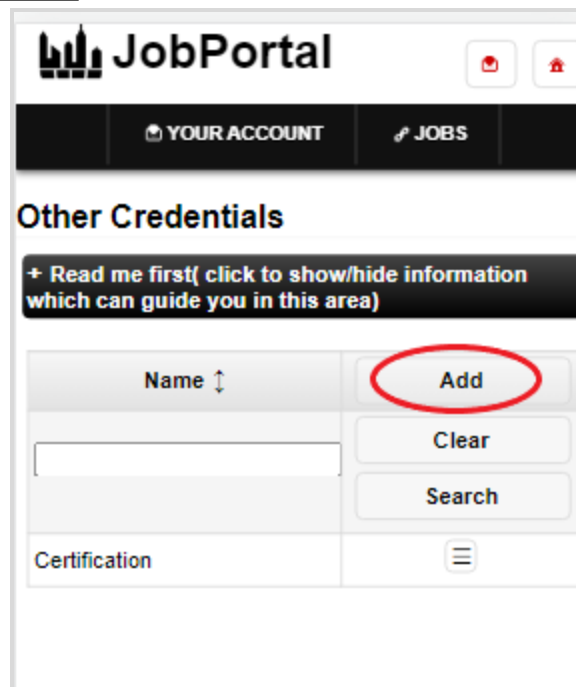 JobPortal
YOUR ACCOUNT
JOBS
Other Credentials
+ Read me first( click to show/hide information
which can guide you in this area)
Name ↕
Add
Clear
Search
Certification